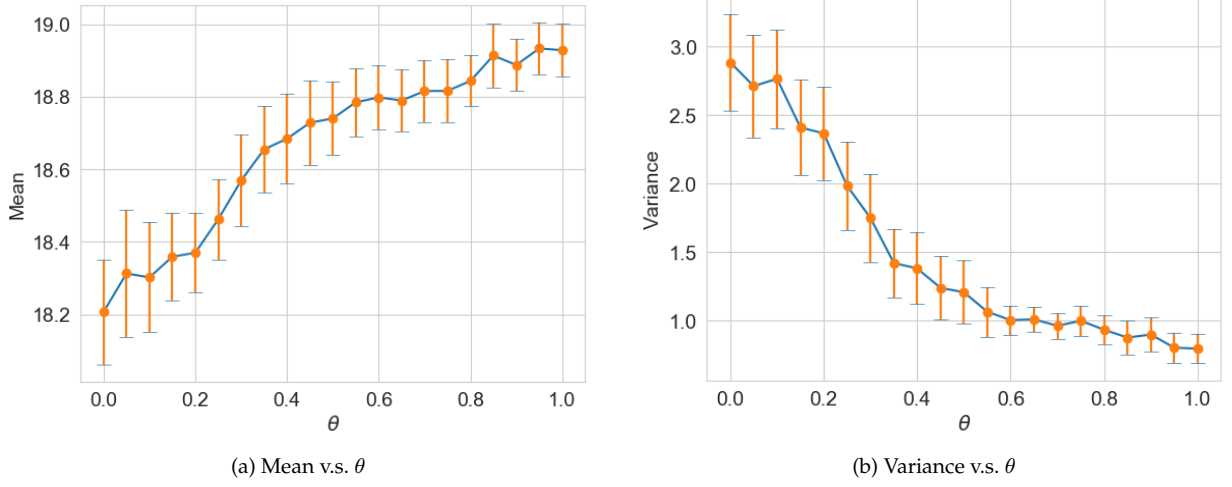 19.0
18.8
18.6
18.4
18.2
Mean
0.0 0.2 0.4 0.6 0.8 1.0
θ
(a) Mean v.s. θ
3.0
2.5
2.0
1.5
1.0
Variance
0.0 0.2 0.4 0.6 0.8 1.0
θ
(b) Variance v.s. θ